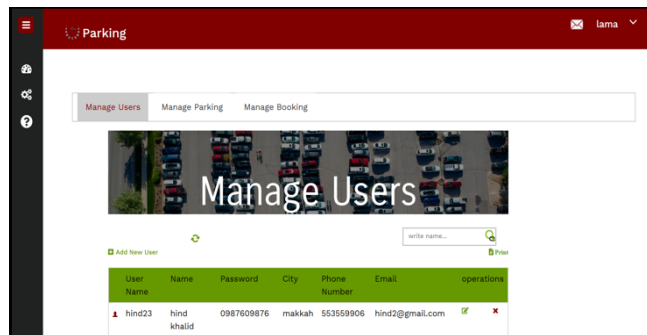 Parking
lama
Manage Users Manage Parking Manage Booking
Manage Users
write name...
Add New User
Print
User Name Name Password City Phone Number Email operations
hind23 hind khalid 0987609876 makkah 553559906 hind2@gmail.com